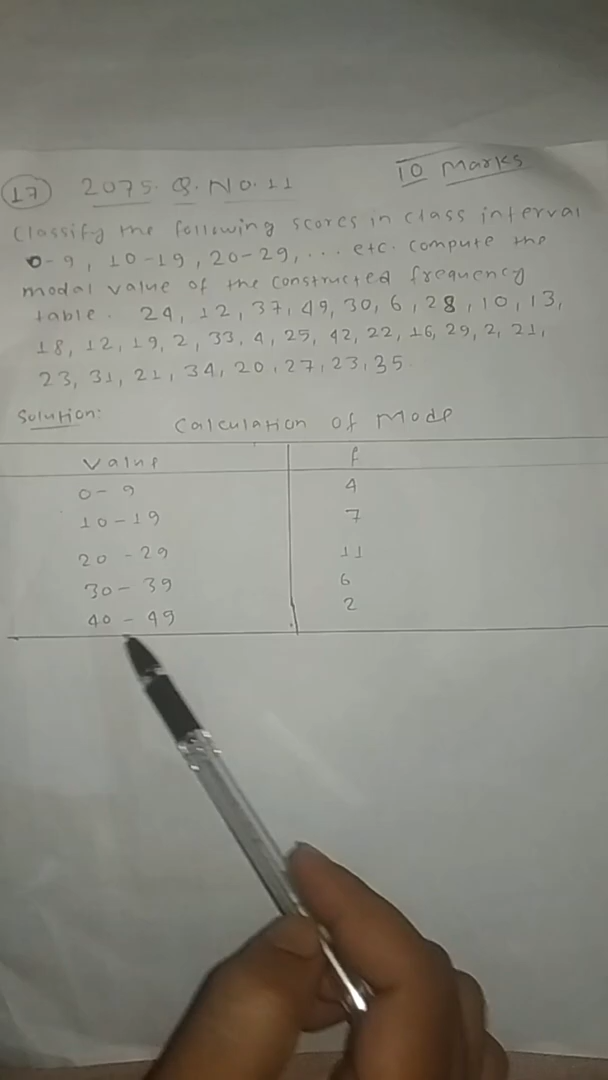 17 2075. Q. No. 11 10 Marks
Classify the following scores in class interval
0-9, 10-19, 20-29, ... etc. compute the
modal value of the constructed frequency
table. 24, 12, 37, 49, 30, 6, 28, 10, 13,
18, 12, 19, 2, 33, 4, 25, 42, 22, 16, 29, 2, 21,
23, 31, 21, 34, 20, 27, 23, 35.
Solution: Calculation of Mode
Value f
0 - 9 4
10 - 19 7
20 - 29 11
30 - 39 6
40 - 49 2